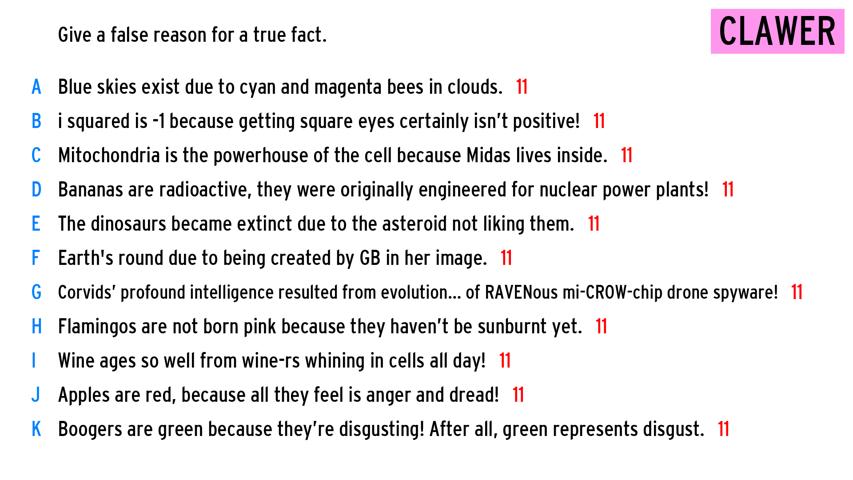 Give a false reason for a true fact.
CLAWER
A Blue skies exist due to cyan and magenta bees in clouds. 11
B i squared is -1 because getting square eyes certainly isn't positive! 11
C Mitochondria is the powerhouse of the cell because Midas lives inside. 11
D Bananas are radioactive, they were originally engineered for nuclear power plants! 11
E The dinosaurs became extinct due to the asteroid not liking them. 11
F Earth's round due to being created by GB in her image. 11
G Corvids' profound intelligence resulted from evolution... of RAVENous mi-CROW-chip drone spyware! 11
H Flamingos are not born pink because they haven't be sunburnt yet. 11
I Wine ages so well from wine-rs whining in cells all day! 11
J Apples are red, because all they feel is anger and dread! 11
K Boogers are green because they're disgusting! After all, green represents disgust. 11